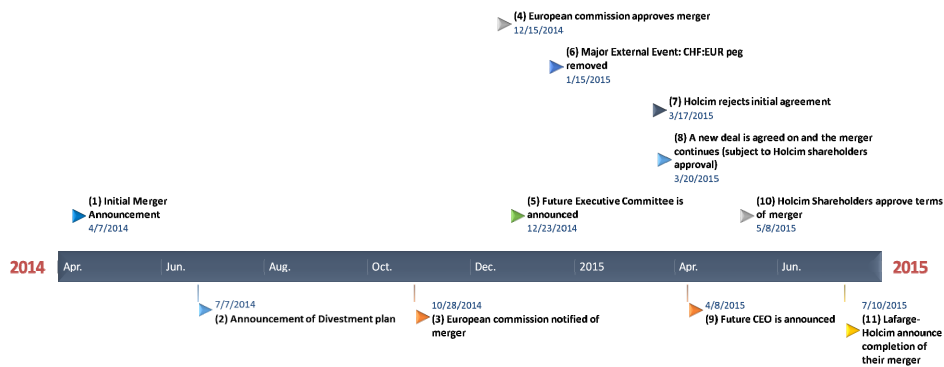 (4) European commission approves merger
12/15/2014
(6) Major External Event: CHF:EUR peg
removed
1/15/2015
(7) Holcim rejects initial agreement
3/17/2015
(8) A new deal is agreed on and the merger
continues (subject to Holcim shareholders
approval)
3/20/2015
(1) Initial Merger
Announcement
4/7/2014
(5) Future Executive Committee is
announced
12/23/2014
(10) Holcim Shareholders approve terms
of merger
5/8/2015
2014
Apr.
Jun.
Aug.
Oct.
Dec.
2015
Apr.
Jun.
2015
7/7/2014
(2) Announcement of Divestment plan
10/28/2014
(3) European commission notified of
merger
4/8/2015
(9) Future CEO is announced
7/10/2015
(11) Lafarge-
Holcim announce
completion of
their merger